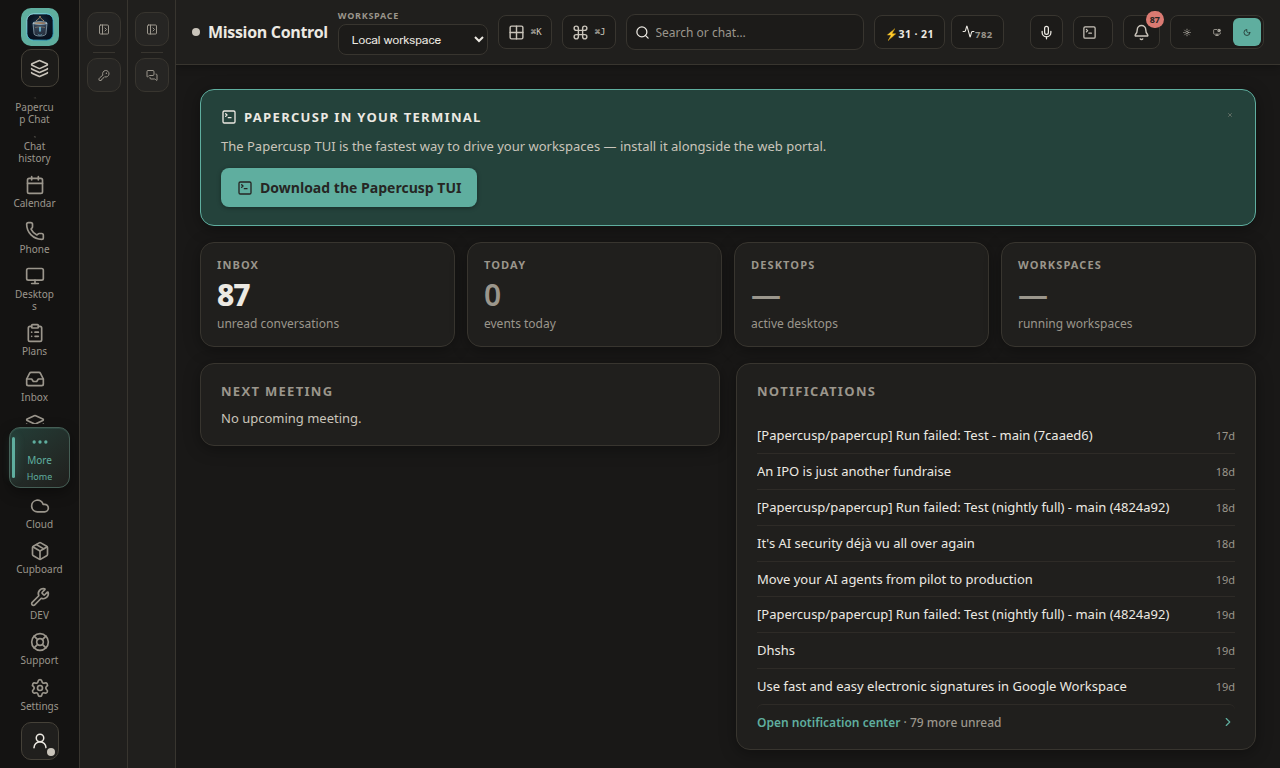 Papercu
p Chat
Chat
history
Calendar
Phone
Desktop
s
Plans
Inbox
More
Home
Cloud
Cupboard
DEV
Support
Settings
Mission Control
WORKSPACE
Local workspace
⌘K
⌘J
Search or chat...
⚡31 · 21
782
87
PAPERCUSP IN YOUR TERMINAL
×
The Papercusp TUI is the fastest way to drive your workspaces — install it alongside the web portal.
Download the Papercusp TUI
INBOX
87
unread conversations
TODAY
0
events today
DESKTOPS
—
active desktops
WORKSPACES
—
running workspaces
NEXT MEETING
No upcoming meeting.
NOTIFICATIONS
[Papercusp/papercup] Run failed: Test - main (7caaed6) 17d
An IPO is just another fundraise 18d
[Papercusp/papercup] Run failed: Test (nightly full) - main (4824a92) 18d
It's AI security déjà vu all over again 18d
Move your AI agents from pilot to production 19d
[Papercusp/papercup] Run failed: Test (nightly full) - main (4824a92) 19d
Dhshs 19d
Use fast and easy electronic signatures in Google Workspace 19d
Open notification center · 79 more unread